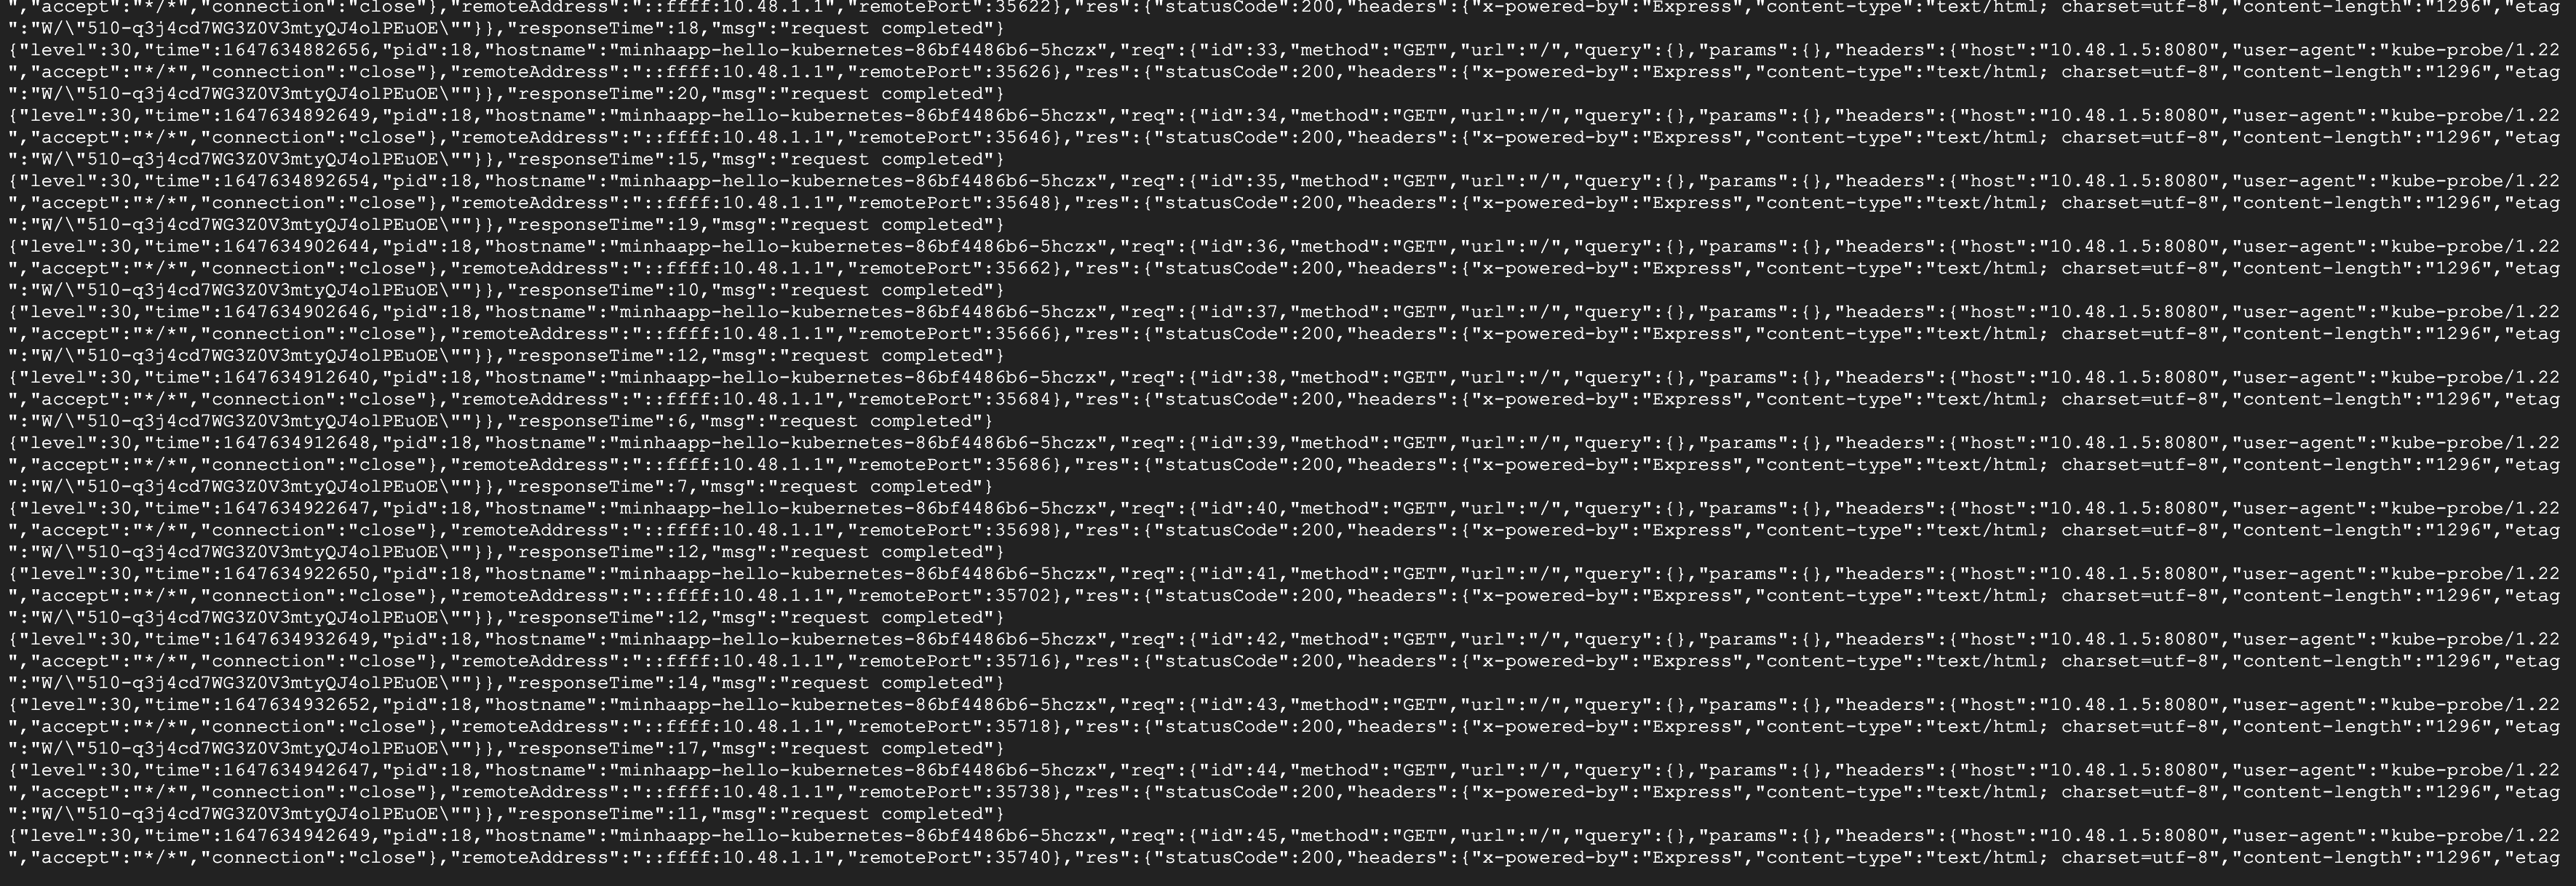 ","accept":"*/*","connection":"close"},"remoteAddress":"::ffff:10.48.1.1","remotePort":35622},"res":{"statusCode":200,"headers":{"x-powered-by":"Express","content-type":"text/html; charset=utf-8","content-length":"1296","etag
":"W/\"510-q3j4cd7WG3Z0V3mtyQJ4olPEuOE\""}},"responseTime":18,"msg":"request completed"}
{"level":30,"time":1647634882656,"pid":18,"hostname":"minhaapp-hello-kubernetes-86bf4486b6-5hczx","req":{"id":33,"method":"GET","url":"/","query":{},"params":{},"headers":{"host":"10.48.1.5:8080","user-agent":"kube-probe/1.22
","accept":"*/*","connection":"close"},"remoteAddress":"::ffff:10.48.1.1","remotePort":35626},"res":{"statusCode":200,"headers":{"x-powered-by":"Express","content-type":"text/html; charset=utf-8","content-length":"1296","etag
":"W/\"510-q3j4cd7WG3Z0V3mtyQJ4olPEuOE\""}},"responseTime":20,"msg":"request completed"}
{"level":30,"time":1647634892649,"pid":18,"hostname":"minhaapp-hello-kubernetes-86bf4486b6-5hczx","req":{"id":34,"method":"GET","url":"/","query":{},"params":{},"headers":{"host":"10.48.1.5:8080","user-agent":"kube-probe/1.22
","accept":"*/*","connection":"close"},"remoteAddress":"::ffff:10.48.1.1","remotePort":35646},"res":{"statusCode":200,"headers":{"x-powered-by":"Express","content-type":"text/html; charset=utf-8","content-length":"1296","etag
":"W/\"510-q3j4cd7WG3Z0V3mtyQJ4olPEuOE\""}},"responseTime":15,"msg":"request completed"}
{"level":30,"time":1647634892654,"pid":18,"hostname":"minhaapp-hello-kubernetes-86bf4486b6-5hczx","req":{"id":35,"method":"GET","url":"/","query":{},"params":{},"headers":{"host":"10.48.1.5:8080","user-agent":"kube-probe/1.22
","accept":"*/*","connection":"close"},"remoteAddress":"::ffff:10.48.1.1","remotePort":35648},"res":{"statusCode":200,"headers":{"x-powered-by":"Express","content-type":"text/html; charset=utf-8","content-length":"1296","etag
":"W/\"510-q3j4cd7WG3Z0V3mtyQJ4olPEuOE\""}},"responseTime":19,"msg":"request completed"}
{"level":30,"time":1647634902644,"pid":18,"hostname":"minhaapp-hello-kubernetes-86bf4486b6-5hczx","req":{"id":36,"method":"GET","url":"/","query":{},"params":{},"headers":{"host":"10.48.1.5:8080","user-agent":"kube-probe/1.22
","accept":"*/*","connection":"close"},"remoteAddress":"::ffff:10.48.1.1","remotePort":35662},"res":{"statusCode":200,"headers":{"x-powered-by":"Express","content-type":"text/html; charset=utf-8","content-length":"1296","etag
":"W/\"510-q3j4cd7WG3Z0V3mtyQJ4olPEuOE\""}},"responseTime":10,"msg":"request completed"}
{"level":30,"time":1647634902646,"pid":18,"hostname":"minhaapp-hello-kubernetes-86bf4486b6-5hczx","req":{"id":37,"method":"GET","url":"/","query":{},"params":{},"headers":{"host":"10.48.1.5:8080","user-agent":"kube-probe/1.22
","accept":"*/*","connection":"close"},"remoteAddress":"::ffff:10.48.1.1","remotePort":35666},"res":{"statusCode":200,"headers":{"x-powered-by":"Express","content-type":"text/html; charset=utf-8","content-length":"1296","etag
":"W/\"510-q3j4cd7WG3Z0V3mtyQJ4olPEuOE\""}},"responseTime":12,"msg":"request completed"}
{"level":30,"time":1647634912640,"pid":18,"hostname":"minhaapp-hello-kubernetes-86bf4486b6-5hczx","req":{"id":38,"method":"GET","url":"/","query":{},"params":{},"headers":{"host":"10.48.1.5:8080","user-agent":"kube-probe/1.22
","accept":"*/*","connection":"close"},"remoteAddress":"::ffff:10.48.1.1","remotePort":35684},"res":{"statusCode":200,"headers":{"x-powered-by":"Express","content-type":"text/html; charset=utf-8","content-length":"1296","etag
":"W/\"510-q3j4cd7WG3Z0V3mtyQJ4olPEuOE\""}},"responseTime":6,"msg":"request completed"}
{"level":30,"time":1647634912648,"pid":18,"hostname":"minhaapp-hello-kubernetes-86bf4486b6-5hczx","req":{"id":39,"method":"GET","url":"/","query":{},"params":{},"headers":{"host":"10.48.1.5:8080","user-agent":"kube-probe/1.22
","accept":"*/*","connection":"close"},"remoteAddress":"::ffff:10.48.1.1","remotePort":35686},"res":{"statusCode":200,"headers":{"x-powered-by":"Express","content-type":"text/html; charset=utf-8","content-length":"1296","etag
":"W/\"510-q3j4cd7WG3Z0V3mtyQJ4olPEuOE\""}},"responseTime":7,"msg":"request completed"}
{"level":30,"time":1647634922647,"pid":18,"hostname":"minhaapp-hello-kubernetes-86bf4486b6-5hczx","req":{"id":40,"method":"GET","url":"/","query":{},"params":{},"headers":{"host":"10.48.1.5:8080","user-agent":"kube-probe/1.22
","accept":"*/*","connection":"close"},"remoteAddress":"::ffff:10.48.1.1","remotePort":35698},"res":{"statusCode":200,"headers":{"x-powered-by":"Express","content-type":"text/html; charset=utf-8","content-length":"1296","etag
":"W/\"510-q3j4cd7WG3Z0V3mtyQJ4olPEuOE\""}},"responseTime":12,"msg":"request completed"}
{"level":30,"time":1647634922650,"pid":18,"hostname":"minhaapp-hello-kubernetes-86bf4486b6-5hczx","req":{"id":41,"method":"GET","url":"/","query":{},"params":{},"headers":{"host":"10.48.1.5:8080","user-agent":"kube-probe/1.22
","accept":"*/*","connection":"close"},"remoteAddress":"::ffff:10.48.1.1","remotePort":35702},"res":{"statusCode":200,"headers":{"x-powered-by":"Express","content-type":"text/html; charset=utf-8","content-length":"1296","etag
":"W/\"510-q3j4cd7WG3Z0V3mtyQJ4olPEuOE\""}},"responseTime":12,"msg":"request completed"}
{"level":30,"time":1647634932649,"pid":18,"hostname":"minhaapp-hello-kubernetes-86bf4486b6-5hczx","req":{"id":42,"method":"GET","url":"/","query":{},"params":{},"headers":{"host":"10.48.1.5:8080","user-agent":"kube-probe/1.22
","accept":"*/*","connection":"close"},"remoteAddress":"::ffff:10.48.1.1","remotePort":35716},"res":{"statusCode":200,"headers":{"x-powered-by":"Express","content-type":"text/html; charset=utf-8","content-length":"1296","etag
":"W/\"510-q3j4cd7WG3Z0V3mtyQJ4olPEuOE\""}},"responseTime":14,"msg":"request completed"}
{"level":30,"time":1647634932652,"pid":18,"hostname":"minhaapp-hello-kubernetes-86bf4486b6-5hczx","req":{"id":43,"method":"GET","url":"/","query":{},"params":{},"headers":{"host":"10.48.1.5:8080","user-agent":"kube-probe/1.22
","accept":"*/*","connection":"close"},"remoteAddress":"::ffff:10.48.1.1","remotePort":35718},"res":{"statusCode":200,"headers":{"x-powered-by":"Express","content-type":"text/html; charset=utf-8","content-length":"1296","etag
":"W/\"510-q3j4cd7WG3Z0V3mtyQJ4olPEuOE\""}},"responseTime":17,"msg":"request completed"}
{"level":30,"time":1647634942647,"pid":18,"hostname":"minhaapp-hello-kubernetes-86bf4486b6-5hczx","req":{"id":44,"method":"GET","url":"/","query":{},"params":{},"headers":{"host":"10.48.1.5:8080","user-agent":"kube-probe/1.22
","accept":"*/*","connection":"close"},"remoteAddress":"::ffff:10.48.1.1","remotePort":35738},"res":{"statusCode":200,"headers":{"x-powered-by":"Express","content-type":"text/html; charset=utf-8","content-length":"1296","etag
":"W/\"510-q3j4cd7WG3Z0V3mtyQJ4olPEuOE\""}},"responseTime":11,"msg":"request completed"}
{"level":30,"time":1647634942649,"pid":18,"hostname":"minhaapp-hello-kubernetes-86bf4486b6-5hczx","req":{"id":45,"method":"GET","url":"/","query":{},"params":{},"headers":{"host":"10.48.1.5:8080","user-agent":"kube-probe/1.22
","accept":"*/*","connection":"close"},"remoteAddress":"::ffff:10.48.1.1","remotePort":35740},"res":{"statusCode":200,"headers":{"x-powered-by":"Express","content-type":"text/html; charset=utf-8","content-length":"1296","etag